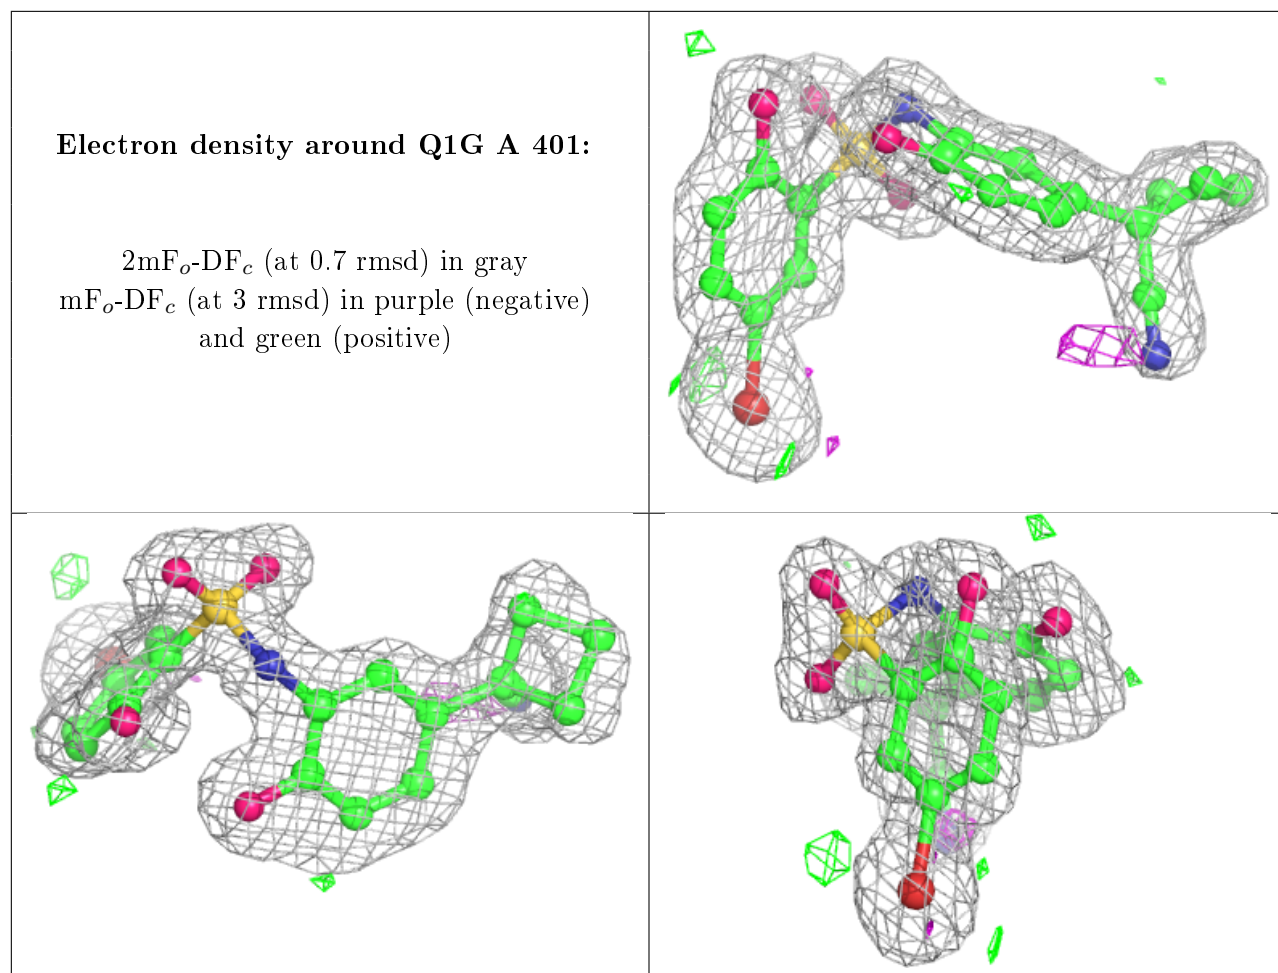 Electron density around Q1G A 401:
2mFo-DFc (at 0.7 rmsd) in gray
mFo-DFc (at 3 rmsd) in purple (negative)
and green (positive)